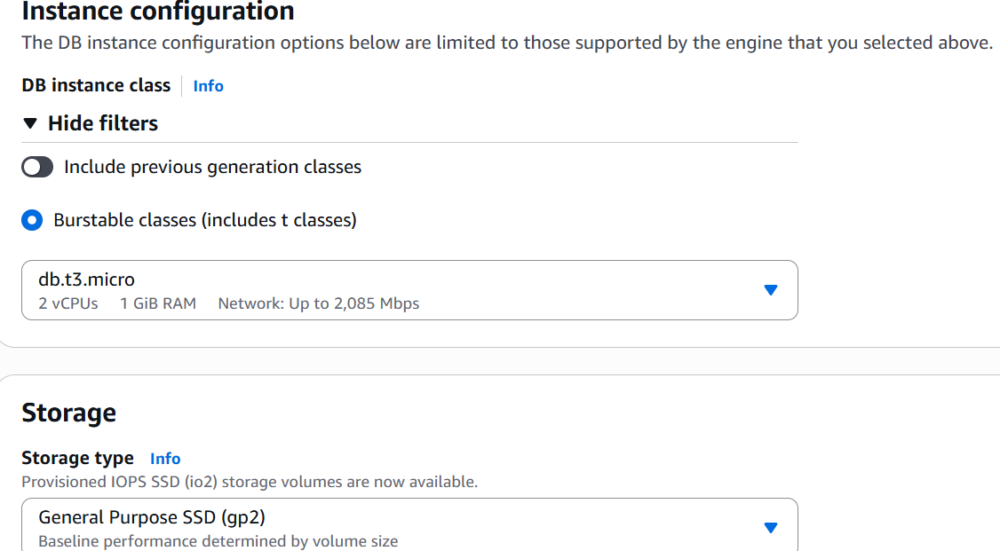 Instance configuration
The DB instance configuration options below are limited to those supported by the engine that you selected above.
DB instance class Info
Hide filters
Include previous generation classes
Burstable classes (includes t classes)
db.t3.micro
2 vCPUs 1 GiB RAM Network: Up to 2,085 Mbps
Storage
Storage type Info
Provisioned IOPS SSD (io2) storage volumes are now available.
General Purpose SSD (gp2)
Baseline performance determined by volume size